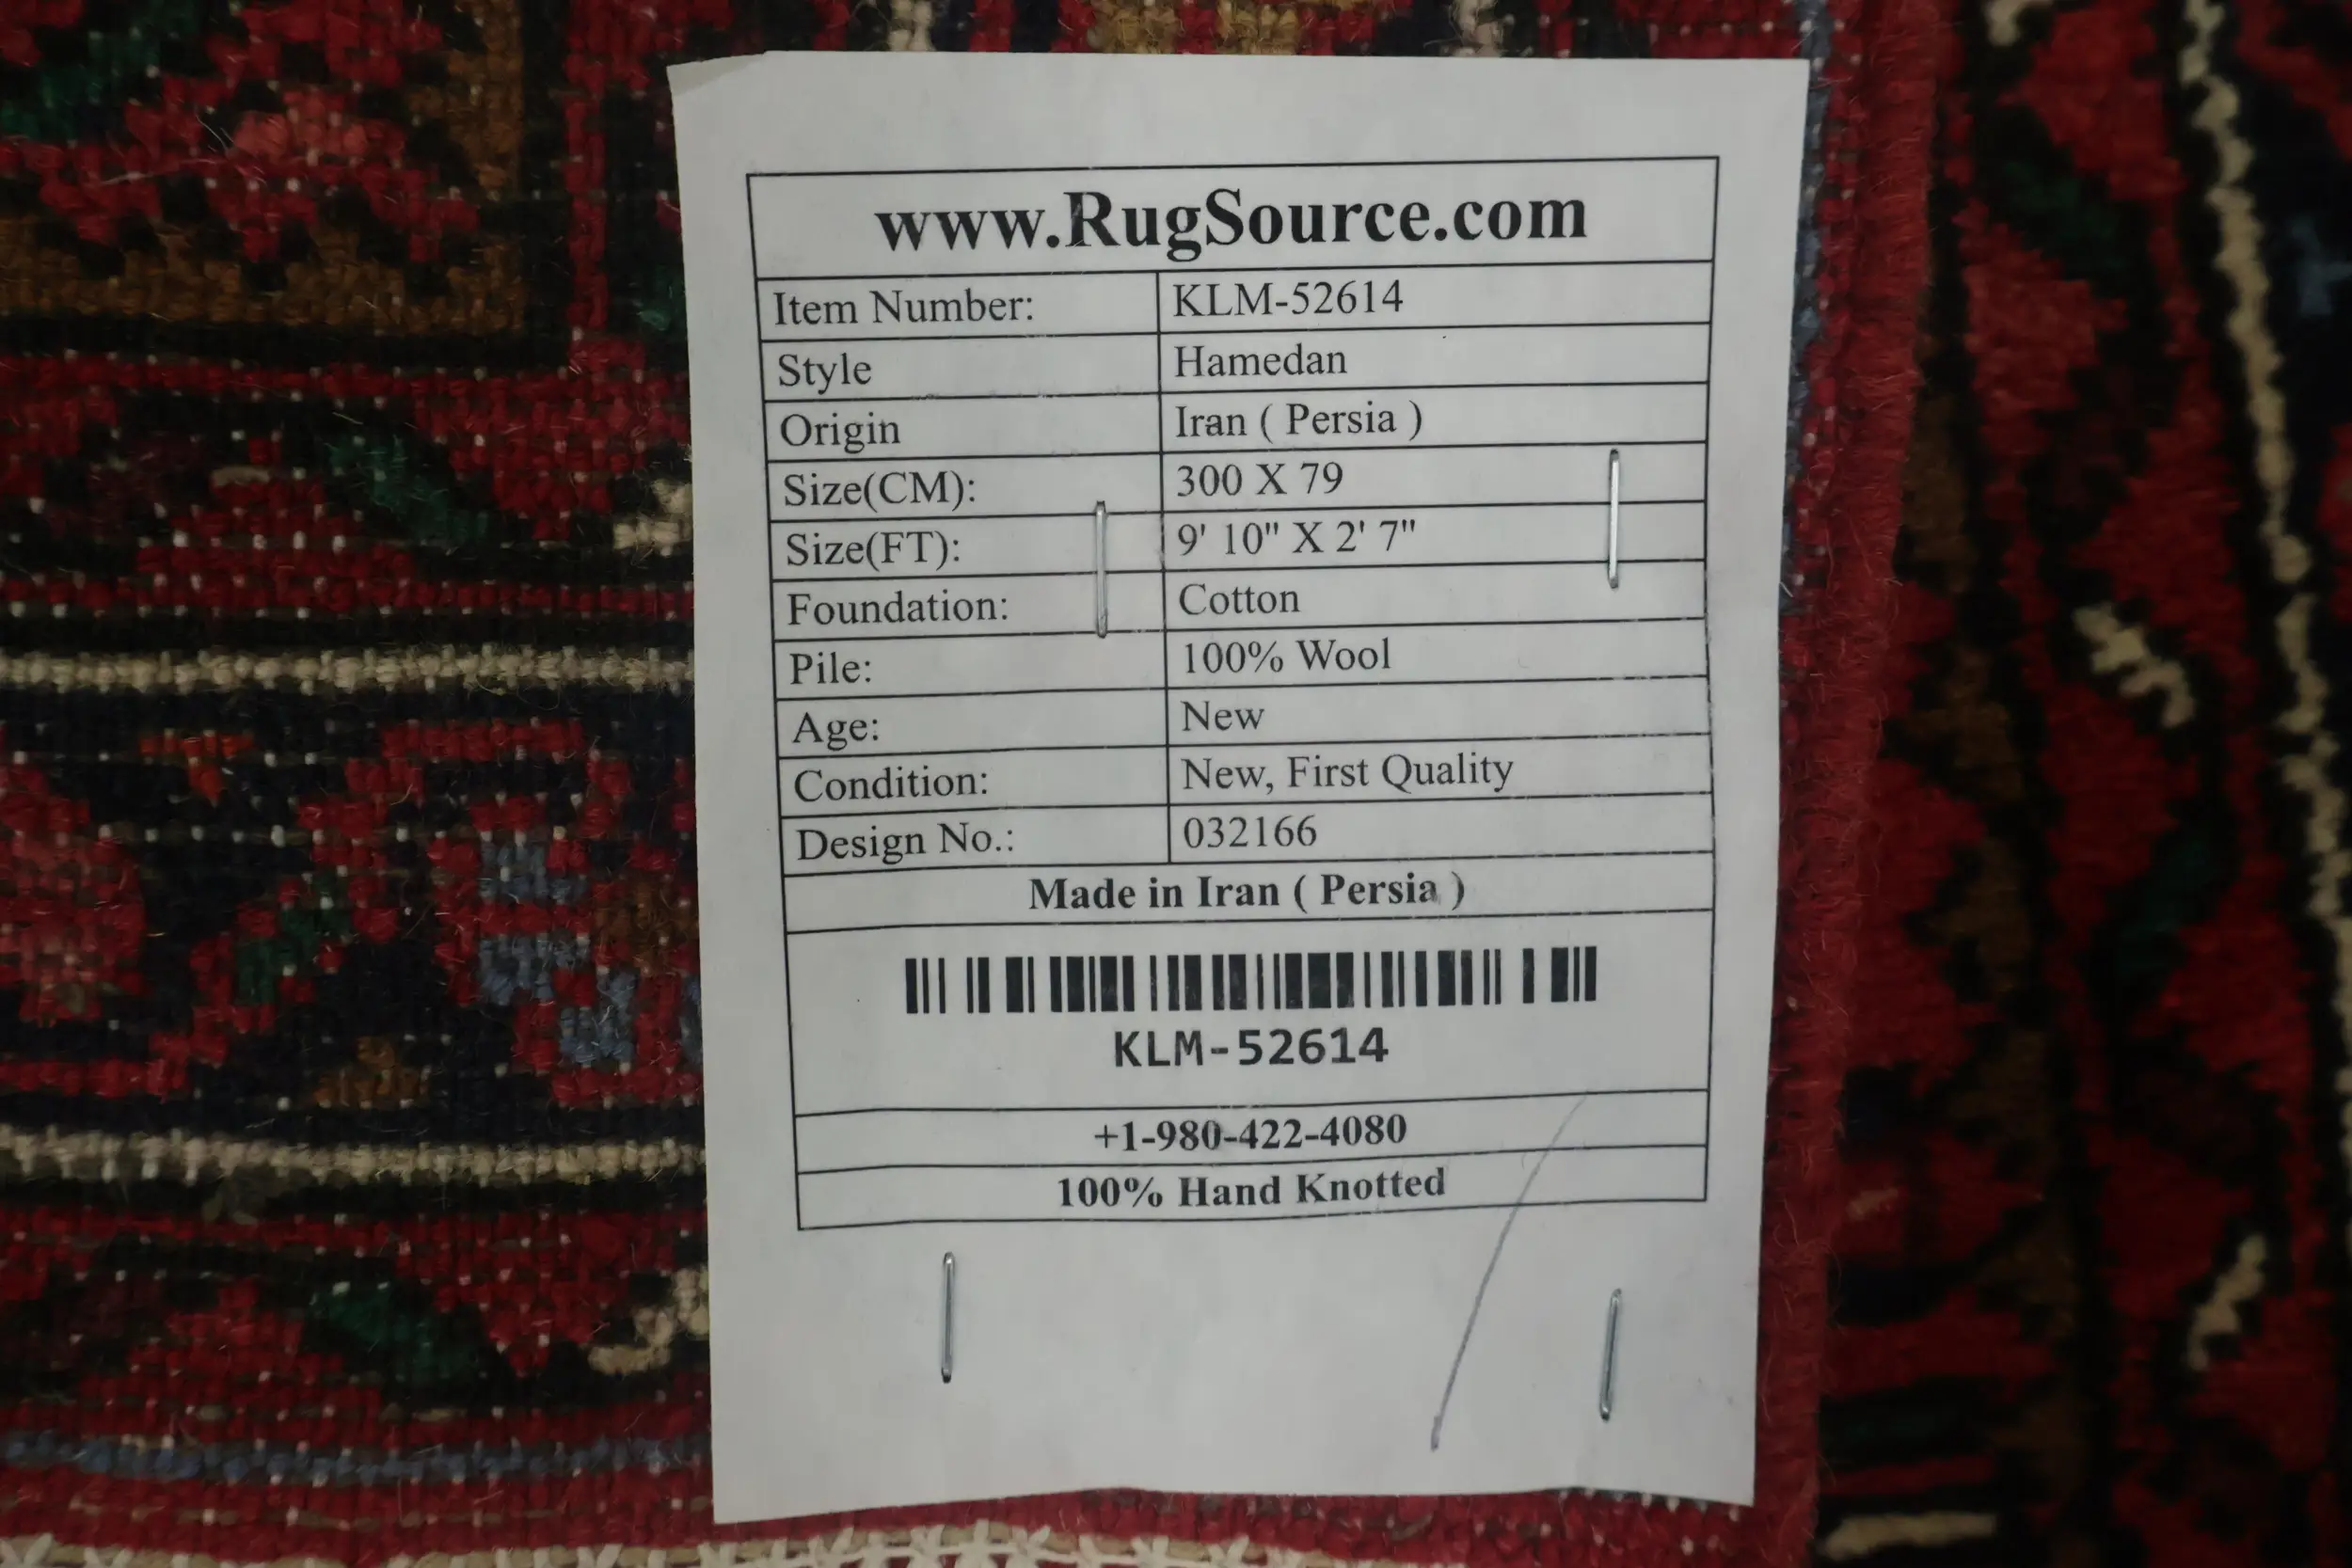 www.RugSource.com
Item Number: KLM-52614
Style Hamedan
Origin Iran ( Persia )
Size(CM): 300 X 79
Size(FT): 9' 10" X 2' 7"
Foundation: Cotton
Pile: 100% Wool
Age: New
Condition: New, First Quality
Design No.: 032166
Made in Iran ( Persia )
KLM-52614
+1-980-422-4080
100% Hand Knotted